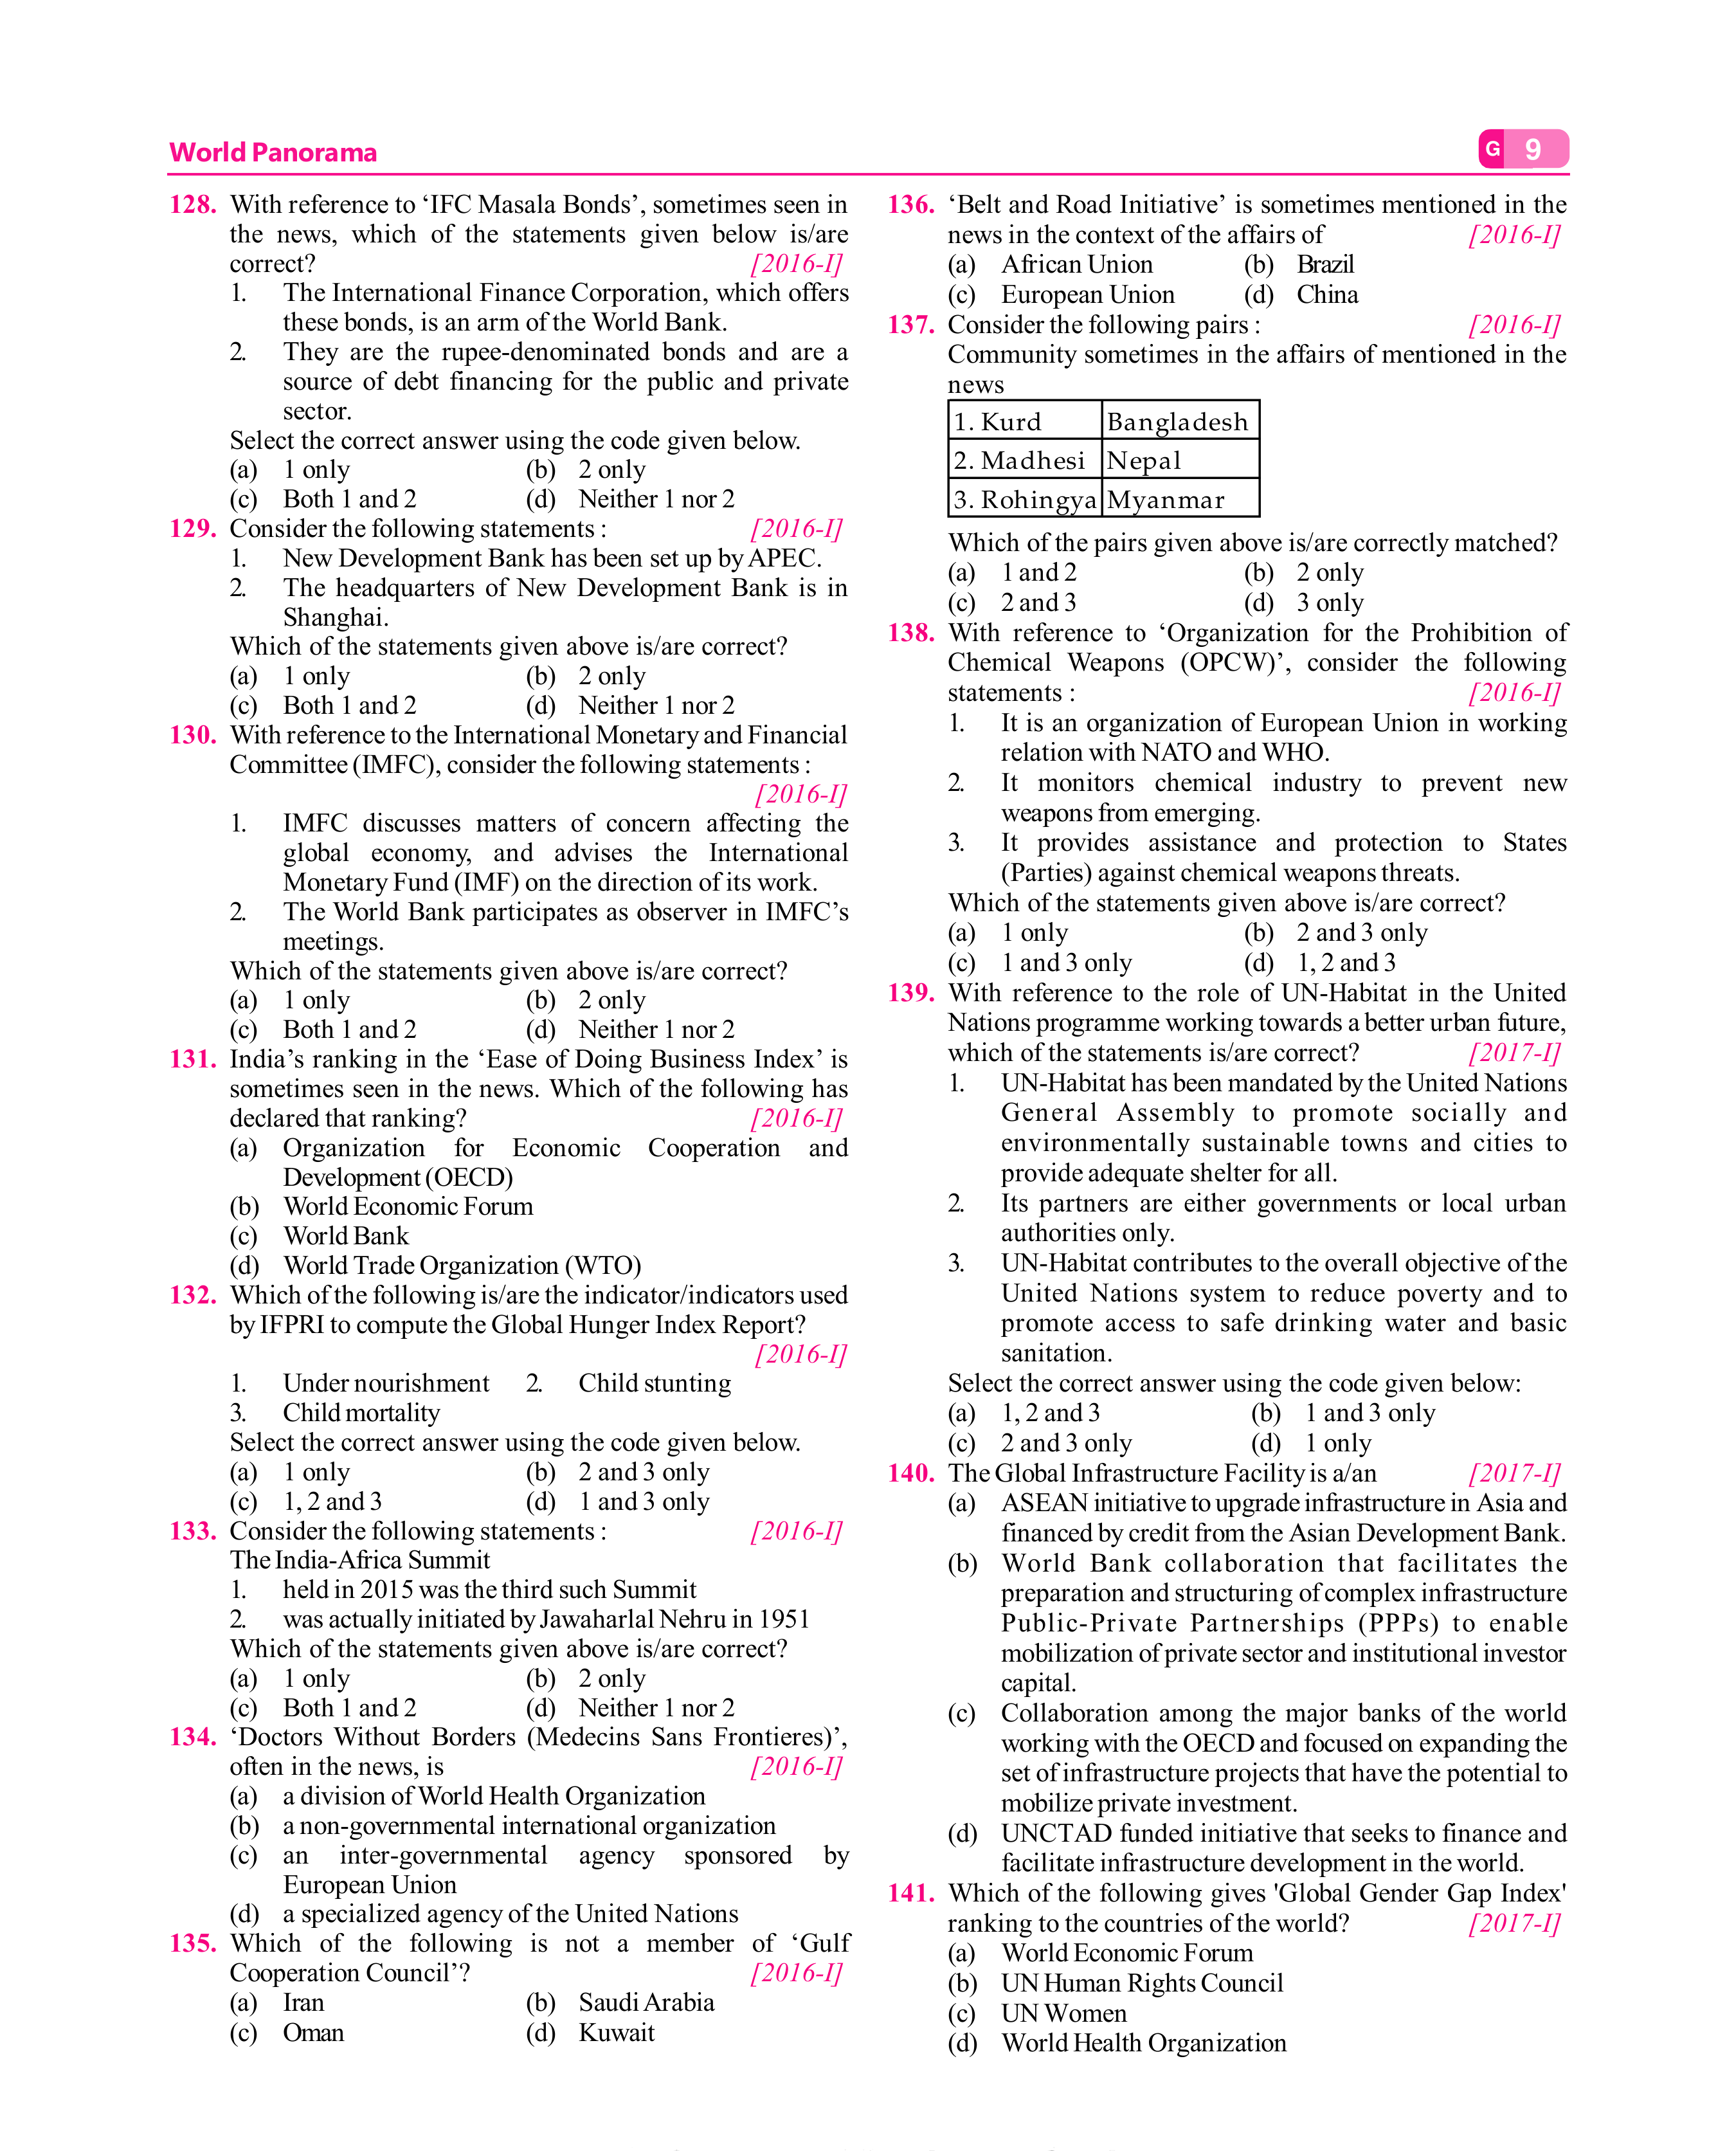 World Panorama
G 9
128. With reference to ‘IFC Masala Bonds’, sometimes seen in
the news, which of the statements given below is/are
correct? [2016-I]
1. The International Finance Corporation, which offers
these bonds, is an arm of the World Bank.
2. They are the rupee-denominated bonds and are a
source of debt financing for the public and private
sector.
Select the correct answer using the code given below.
(a) 1 only (b) 2 only
(c) Both 1 and 2 (d) Neither 1 nor 2
129. Consider the following statements : [2016-I]
1. New Development Bank has been set up by APEC.
2. The headquarters of New Development Bank is in
Shanghai.
Which of the statements given above is/are correct?
(a) 1 only (b) 2 only
(c) Both 1 and 2 (d) Neither 1 nor 2
130. With reference to the International Monetary and Financial
Committee (IMFC), consider the following statements :
[2016-I]
1. IMFC discusses matters of concern affecting the
global economy, and advises the International
Monetary Fund (IMF) on the direction of its work.
2. The World Bank participates as observer in IMFC’s
meetings.
Which of the statements given above is/are correct?
(a) 1 only (b) 2 only
(c) Both 1 and 2 (d) Neither 1 nor 2
131. India’s ranking in the ‘Ease of Doing Business Index’ is
sometimes seen in the news. Which of the following has
declared that ranking? [2016-I]
(a) Organization for Economic Cooperation and
Development (OECD)
(b) World Economic Forum
(c) World Bank
(d) World Trade Organization (WTO)
132. Which of the following is/are the indicator/indicators used
by IFPRI to compute the Global Hunger Index Report?
[2016-I]
1. Under nourishment 2. Child stunting
3. Child mortality
Select the correct answer using the code given below.
(a) 1 only (b) 2 and 3 only
(c) 1, 2 and 3 (d) 1 and 3 only
133. Consider the following statements : [2016-I]
The India-Africa Summit
1. held in 2015 was the third such Summit
2. was actually initiated by Jawaharlal Nehru in 1951
Which of the statements given above is/are correct?
(a) 1 only (b) 2 only
(c) Both 1 and 2 (d) Neither 1 nor 2
134. ‘Doctors Without Borders (Medecins Sans Frontieres)’,
often in the news, is [2016-I]
(a) a division of World Health Organization
(b) a non-governmental international organization
(c) an inter-governmental agency sponsored by
European Union
(d) a specialized agency of the United Nations
135. Which of the following is not a member of ‘Gulf
Cooperation Council’? [2016-I]
(a) Iran (b) Saudi Arabia
(c) Oman (d) Kuwait
136. ‘Belt and Road Initiative’ is sometimes mentioned in the
news in the context of the affairs of [2016-I]
(a) African Union (b) Brazil
(c) European Union (d) China
137. Consider the following pairs : [2016-I]
Community sometimes in the affairs of mentioned in the
news
1. Kurd Bangladesh
2. Madhesi Nepal
3. Rohingya Myanmar
Which of the pairs given above is/are correctly matched?
(a) 1 and 2 (b) 2 only
(c) 2 and 3 (d) 3 only
138. With reference to ‘Organization for the Prohibition of
Chemical Weapons (OPCW)’, consider the following
statements : [2016-I]
1. It is an organization of European Union in working
relation with NATO and WHO.
2. It monitors chemical industry to prevent new
weapons from emerging.
3. It provides assistance and protection to States
(Parties) against chemical weapons threats.
Which of the statements given above is/are correct?
(a) 1 only (b) 2 and 3 only
(c) 1 and 3 only (d) 1, 2 and 3
139. With reference to the role of UN-Habitat in the United
Nations programme working towards a better urban future,
which of the statements is/are correct? [2017-I]
1. UN-Habitat has been mandated by the United Nations
General Assembly to promote socially and
environmentally sustainable towns and cities to
provide adequate shelter for all.
2. Its partners are either governments or local urban
authorities only.
3. UN-Habitat contributes to the overall objective of the
United Nations system to reduce poverty and to
promote access to safe drinking water and basic
sanitation.
Select the correct answer using the code given below:
(a) 1, 2 and 3 (b) 1 and 3 only
(c) 2 and 3 only (d) 1 only
140. The Global Infrastructure Facility is a/an [2017-I]
(a) ASEAN initiative to upgrade infrastructure in Asia and
financed by credit from the Asian Development Bank.
(b) World Bank collaboration that facilitates the
preparation and structuring of complex infrastructure
Public-Private Partnerships (PPPs) to enable
mobilization of private sector and institutional investor
capital.
(c) Collaboration among the major banks of the world
working with the OECD and focused on expanding the
set of infrastructure projects that have the potential to
mobilize private investment.
(d) UNCTAD funded initiative that seeks to finance and
facilitate infrastructure development in the world.
141. Which of the following gives 'Global Gender Gap Index'
ranking to the countries of the world? [2017-I]
(a) World Economic Forum
(b) UN Human Rights Council
(c) UN Women
(d) World Health Organization